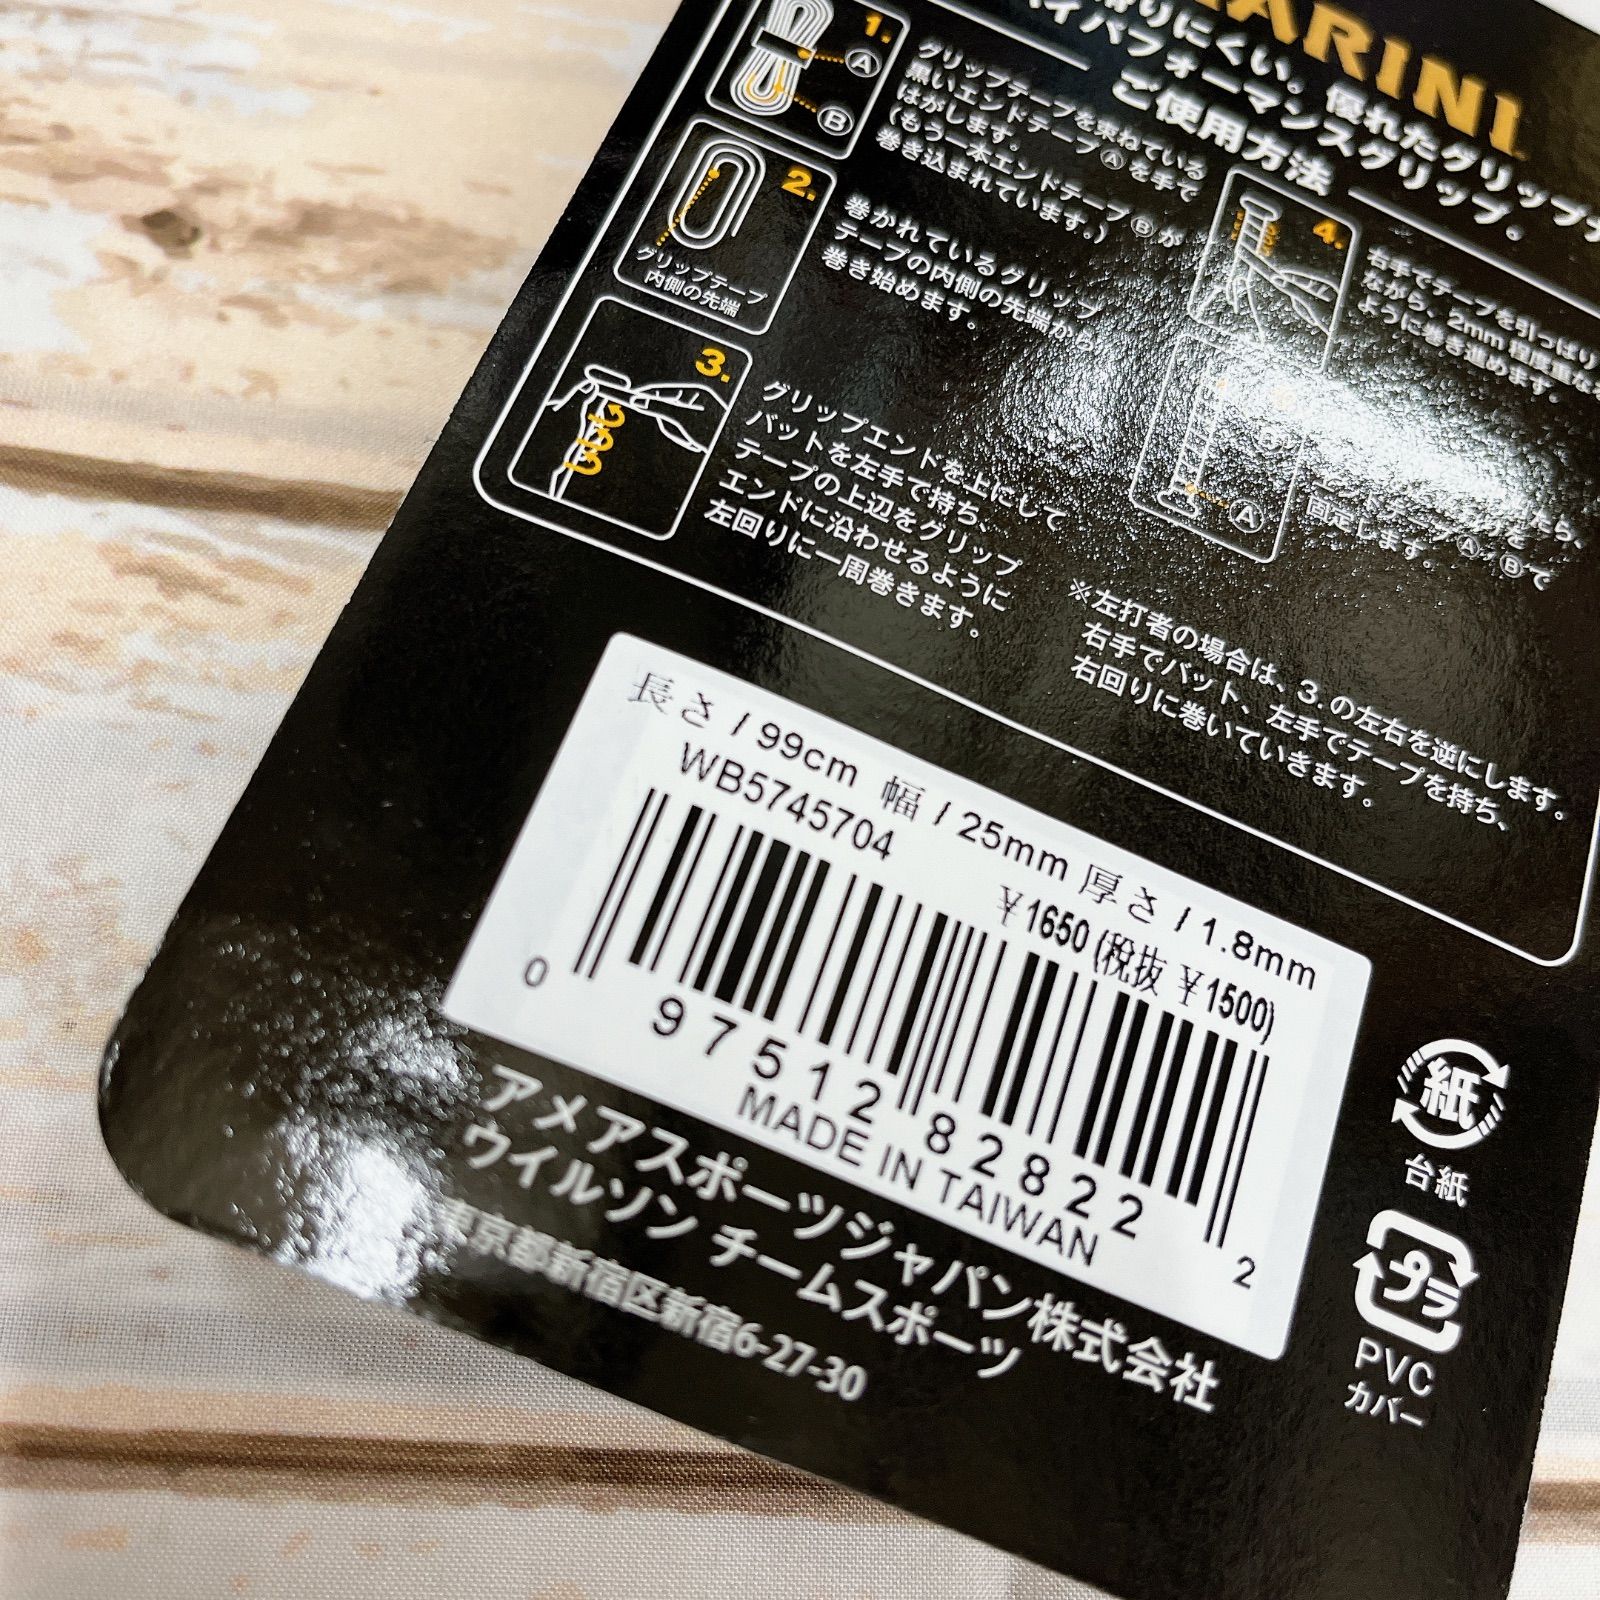 ARINI
滑りにくい。優れたグリップ
イパフォーマンスグリップ。
ご使用方法
1.
A
B
グリップテープを束ねている
黒いエンドテープAを手で
はがします。
(もう一本エンドテープBが
巻き込まれています。)
2.
グリップテープ
内側の先端
巻かれているグリップ
テープの内側の先端から、
巻き始めます。
3.
グリップエンドを上にして
バットを左手で持ち、
テープの上辺をグリップ
エンドに沿わせるように
左回りに一周巻きます。
4.
右手でテープを引っぱり
ながら、2mm程度重な
ように巻き進めます。
A
たら、
エンドテープA、Bで
固定します。
※左打者の場合は、3.の左右を逆にします。
右手でバット、左手でテープを持ち、
右回りに巻いていきます。
長さ / 99cm 幅 / 25mm 厚さ / 1.8mm
WB5745704
¥1650 (税抜 ¥1500)
0 97512 82822 2
MADE IN TAIWAN
アメアスポーツジャパン株式会社
ウイルソン チームスポーツ
東京都新宿区新宿6-27-30
紙
台紙
プラ
PVC
カバー